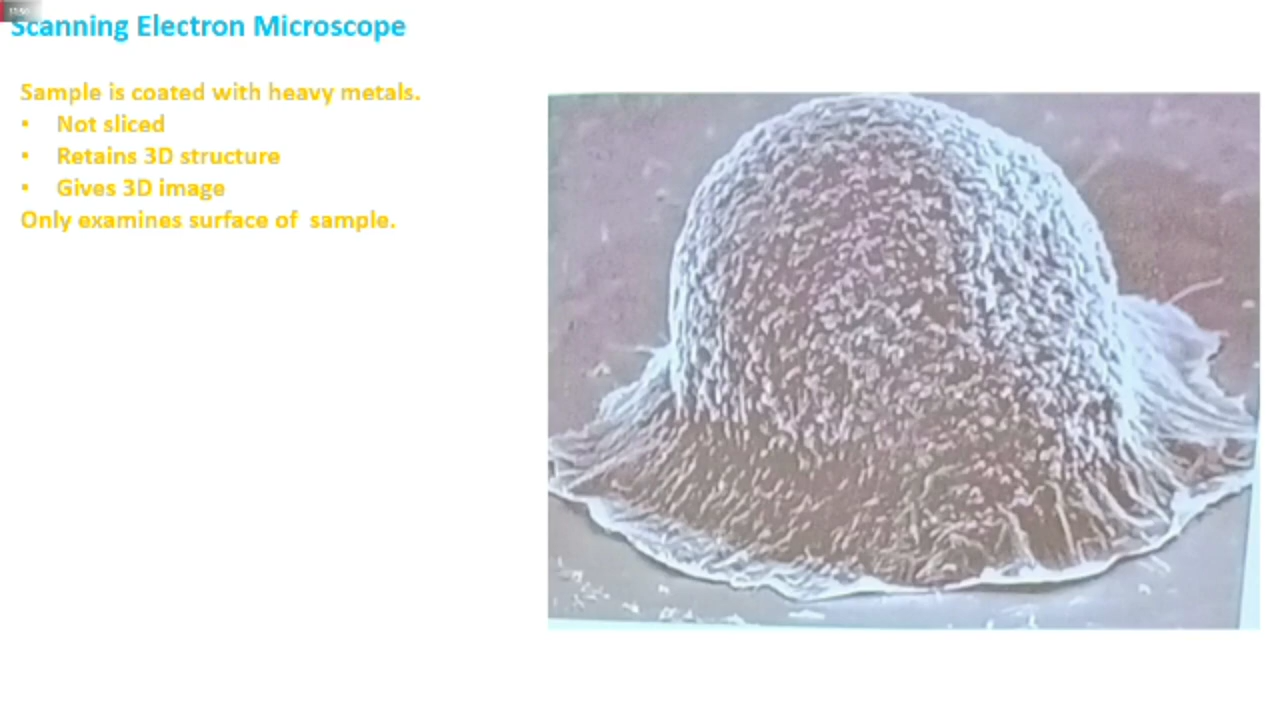 Scanning Electron Microscope
Sample is coated with heavy metals.
▪ Not sliced
▪ Retains 3D structure
▪ Gives 3D image
Only examines surface of sample.